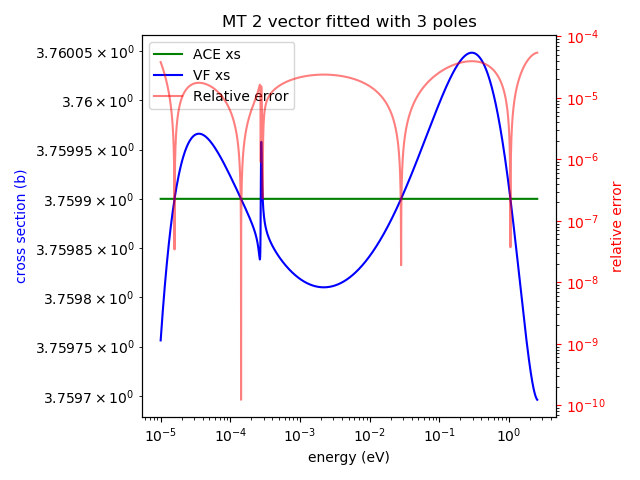 MT 2 vector fitted with 3 poles
ACE xs
VF xs
Relative error
3.76005 × 10⁰
3.76 × 10⁰
3.75995 × 10⁰
3.7599 × 10⁰
3.75985 × 10⁰
3.7598 × 10⁰
3.75975 × 10⁰
3.7597 × 10⁰
cross section (b)
10⁻⁴
10⁻⁵
10⁻⁶
10⁻⁷
10⁻⁸
10⁻⁹
10⁻¹⁰
relative error
10⁻⁵ 10⁻⁴ 10⁻³ 10⁻² 10⁻¹ 10⁰
energy (eV)